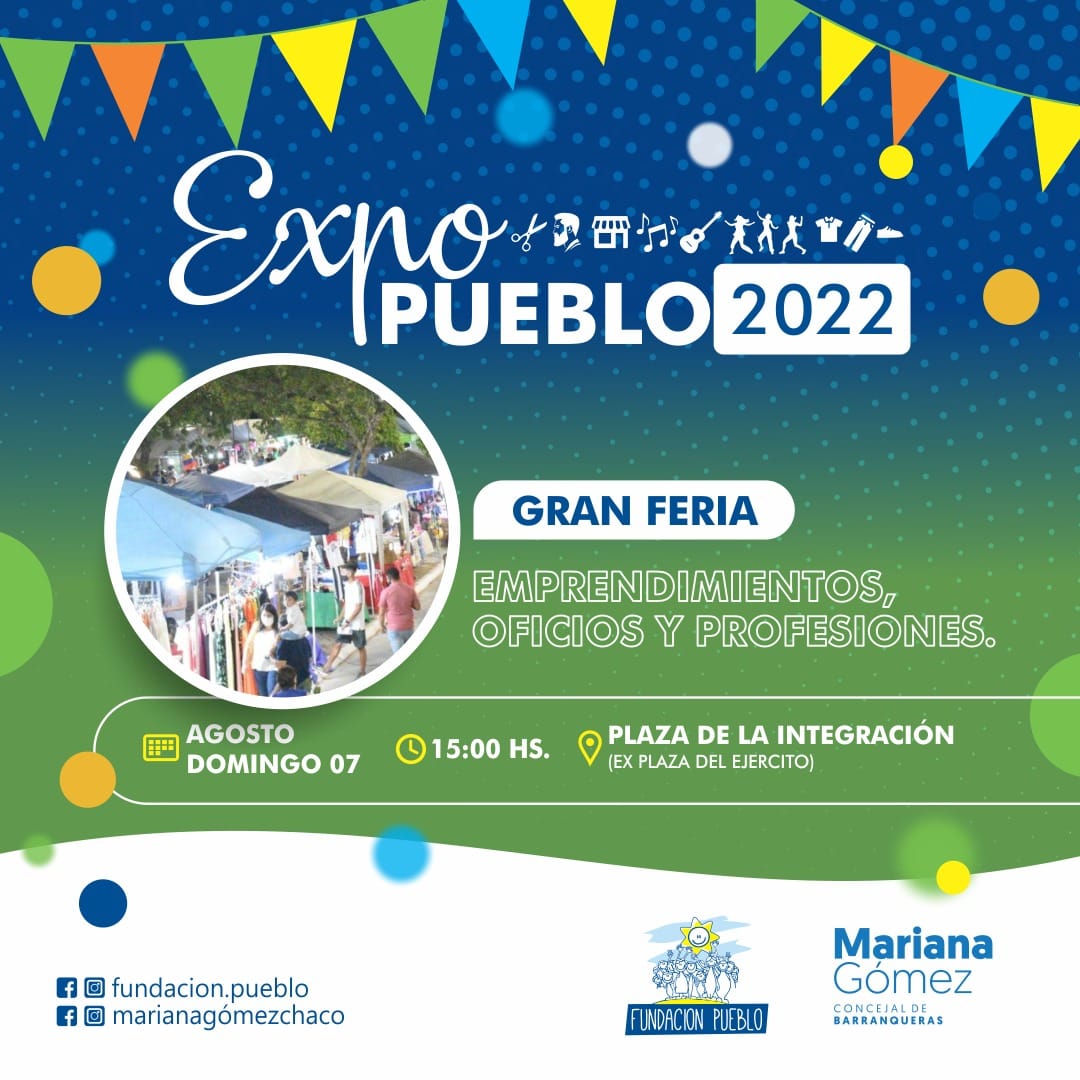 Expo
PUEBLO 2022
GRAN FERIA
EMPRENDIMIENTOS,
OFICIOS Y PROFESIONES.
AGOSTO
DOMINGO 07
15:00 HS.
PLAZA DE LA INTEGRACIÓN
(EX PLAZA DEL EJERCITO)
fundacion.pueblo
marianagómezchaco
FUNDACION PUEBLO
Mariana
Gómez
CONCEJAL DE
BARRANQUERAS